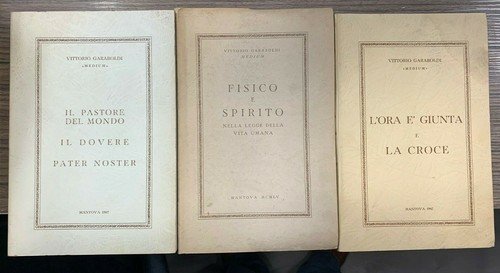 VITTORIO GARABOLDI
«MEDIUM»
IL PASTORE
DEL MONDO
IL DOVERE
PATER NOSTER
MANTOVA 1967
VITTORIO GARABOLDI
MEDIUM
FISICO
E
SPIRITO
NELLA LEGGE DELLA
VITA UMANA
MANTOVA MCMLV
VITTORIO GARABOLDI
«MEDIUM»
L'ORA E' GIUNTA
E
LA CROCE
MANTOVA 1962